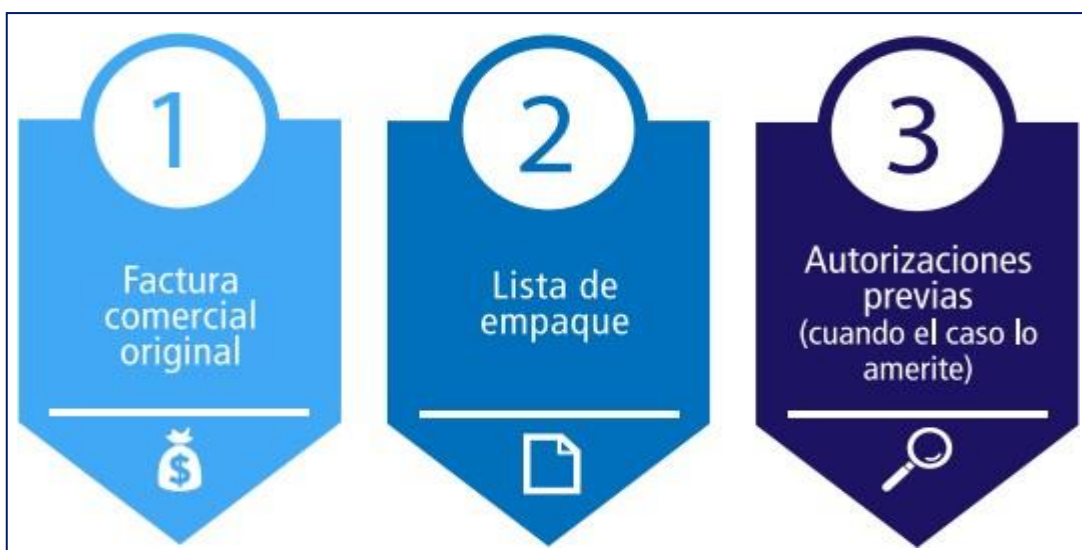 1
Factura
comercial
original
$
2
Lista de
empaque
3
Autorizaciones
previas
(cuando el caso lo
amerite)